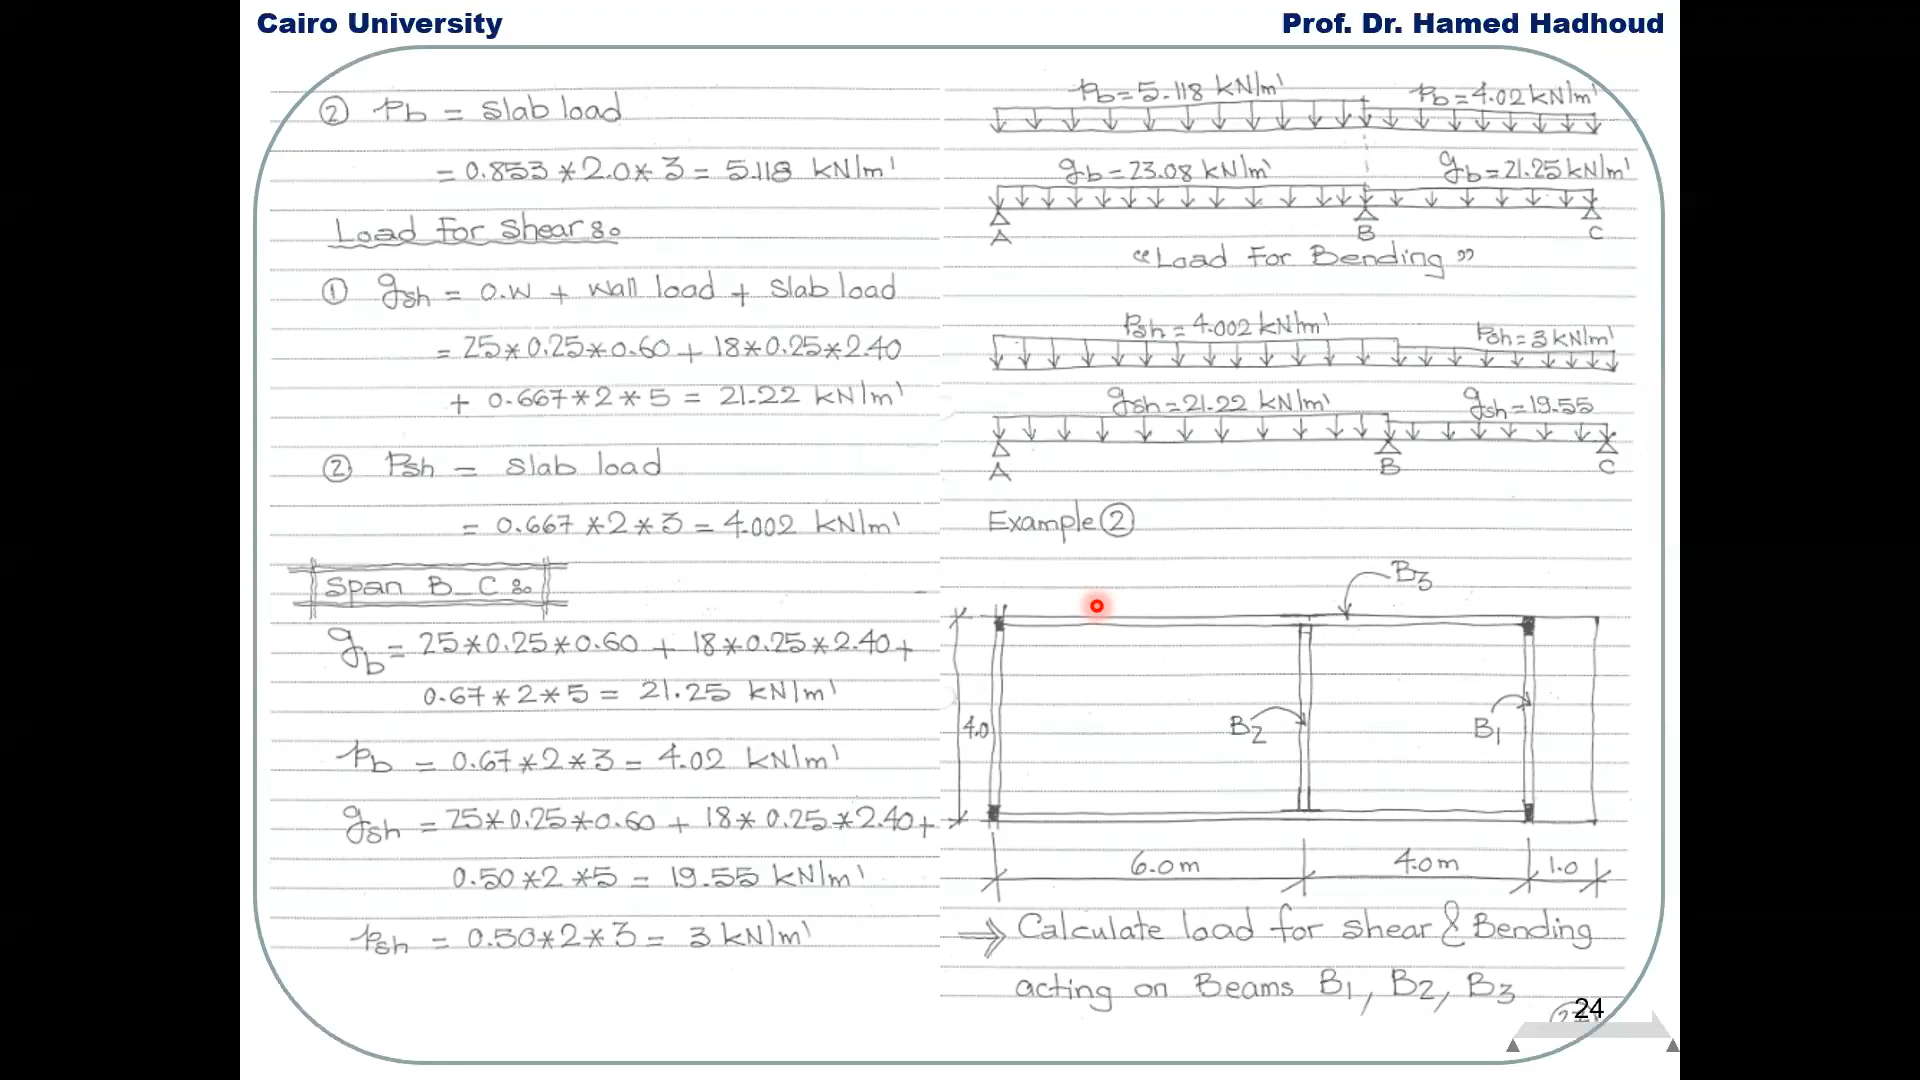 Cairo University
Prof. Dr. Hamed Hadhoud
② Pb = Slab load
= 0.853 * 2.0 * 3 = 5.118 kN/m'
Load For Shear :
① gsh = O.W + Wall load + Slab load
= 25*0.25*0.60 + 18*0.25*2.40
+ 0.667*2*5 = 21.22 kN/m'
② Psh = Slab load
= 0.667 *2*3 = 4.002 kN/m'
Span B_C :
gb = 25*0.25*0.60 + 18*0.25*2.40 +
0.67*2*5 = 21.25 kN/m'
Pb = 0.67*2*3 = 4.02 kN/m'
gsh = 25*0.25*0.60 + 18*0.25*2.40 +
0.50*2*5 = 19.55 kN/m'
Psh = 0.50*2*3 = 3 kN/m'
Pb = 5.118 kN/m'
Pb = 4.02 kN/m'
gb = 23.08 kN/m'
gb = 21.25 kN/m'
A
B
C
"Load For Bending"
Psh = 4.002 kN/m'
Psh = 3 kN/m'
gsh = 21.22 kN/m'
gsh = 19.55
A
B
C
Example ②
B3
4.0
B2
B1
6.0m
4.0m
1.0
⇒ Calculate load for shear & Bending
acting on Beams B1, B2, B3
24